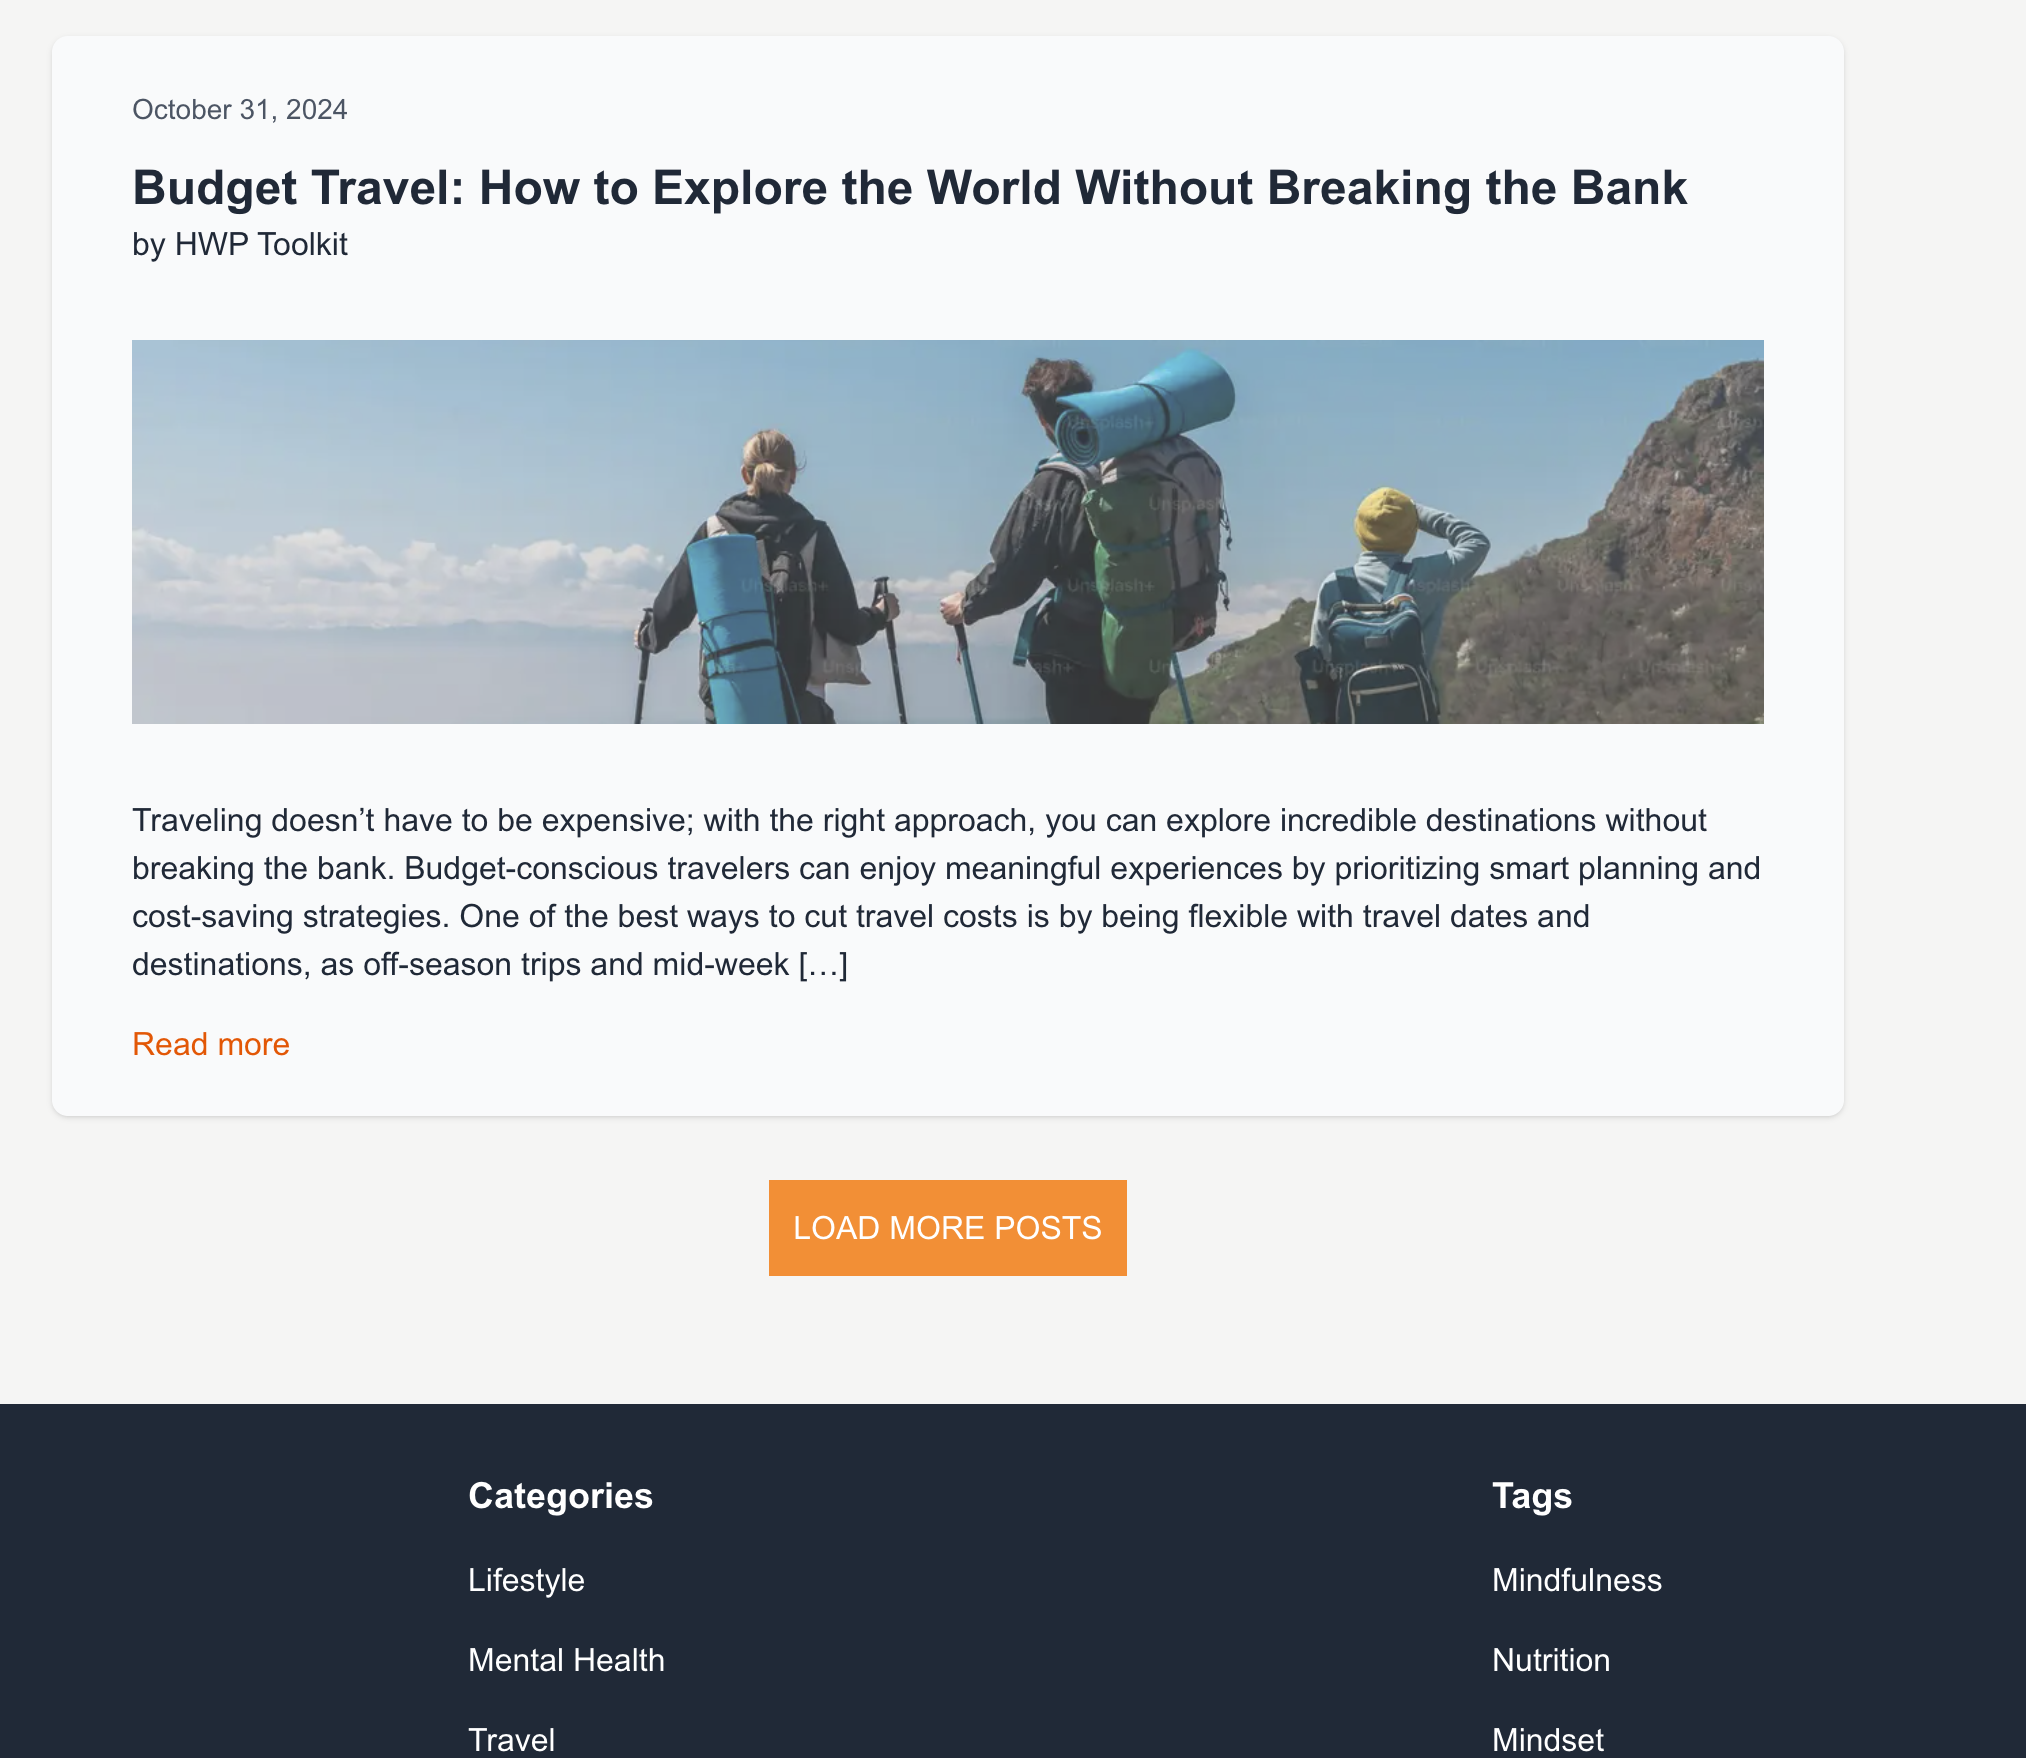 October 31, 2024
Budget Travel: How to Explore the World Without Breaking the Bank
by HWP Toolkit
Unsplash+
Unsplash
Unsplash+
Unsplash+
Traveling doesn’t have to be expensive; with the right approach, you can explore incredible destinations without
breaking the bank. Budget-conscious travelers can enjoy meaningful experiences by prioritizing smart planning and
cost-saving strategies. One of the best ways to cut travel costs is by being flexible with travel dates and
destinations, as off-season trips and mid-week […]
Read more
LOAD MORE POSTS
Categories
Tags
Lifestyle
Mindfulness
Mental Health
Nutrition
Travel
Mindset